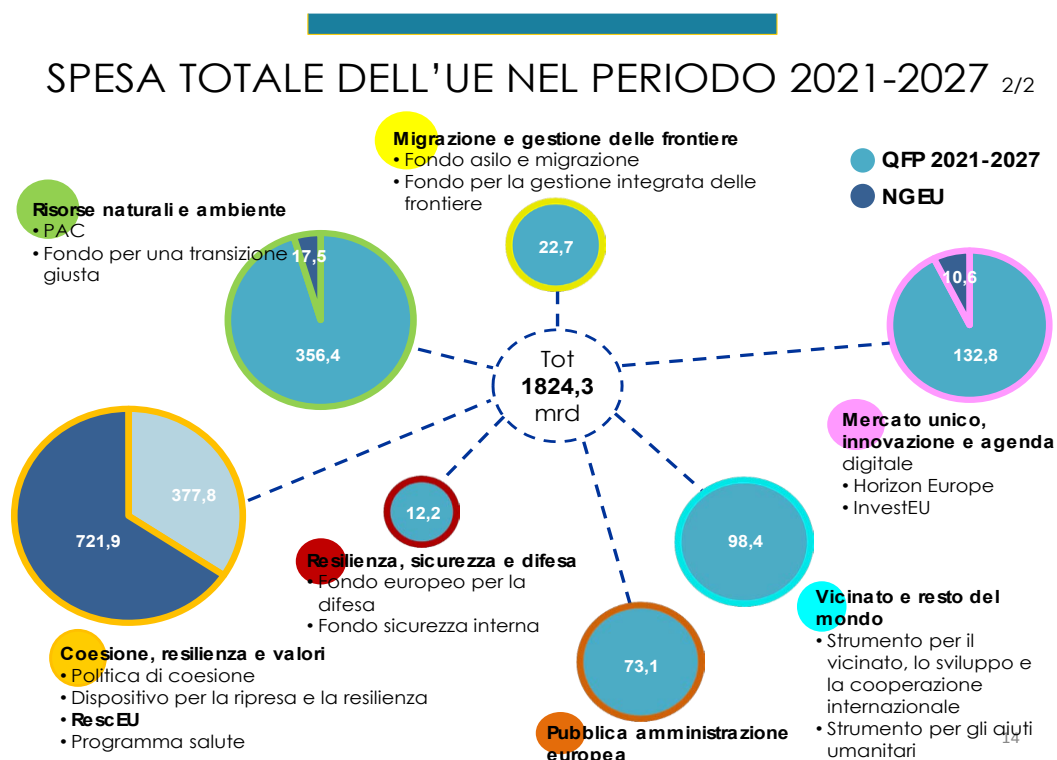 SPESA TOTALE DELL’UE NEL PERIODO 2021-2027 2/2
Migrazione e gestione delle frontiere
• Fondo asilo e migrazione
• Fondo per la gestione integrata delle
frontiere
22,7
QFP 2021-2027
NGEU
Risorse naturali e ambiente
• PAC
• Fondo per una transizione
giusta
17,5
356,4
10,6
132,8
Tot
1824,3
mrd
Mercato unico,
innovazione e agenda
digitale
• Horizon Europe
• InvestEU
377,8
721,9
12,2
98,4
Resilienza, sicurezza e difesa
• Fondo europeo per la
difesa
• Fondo sicurezza interna
Vicinato e resto del
mondo
• Strumento per il
vicinato, lo sviluppo e
la cooperazione
internazionale
• Strumento per gli aiuti
umanitari
Coesione, resilienza e valori
• Politica di coesione
• Dispositivo per la ripresa e la resilienza
• RescEU
• Programma salute
73,1
Pubblica amministrazione
europea
14